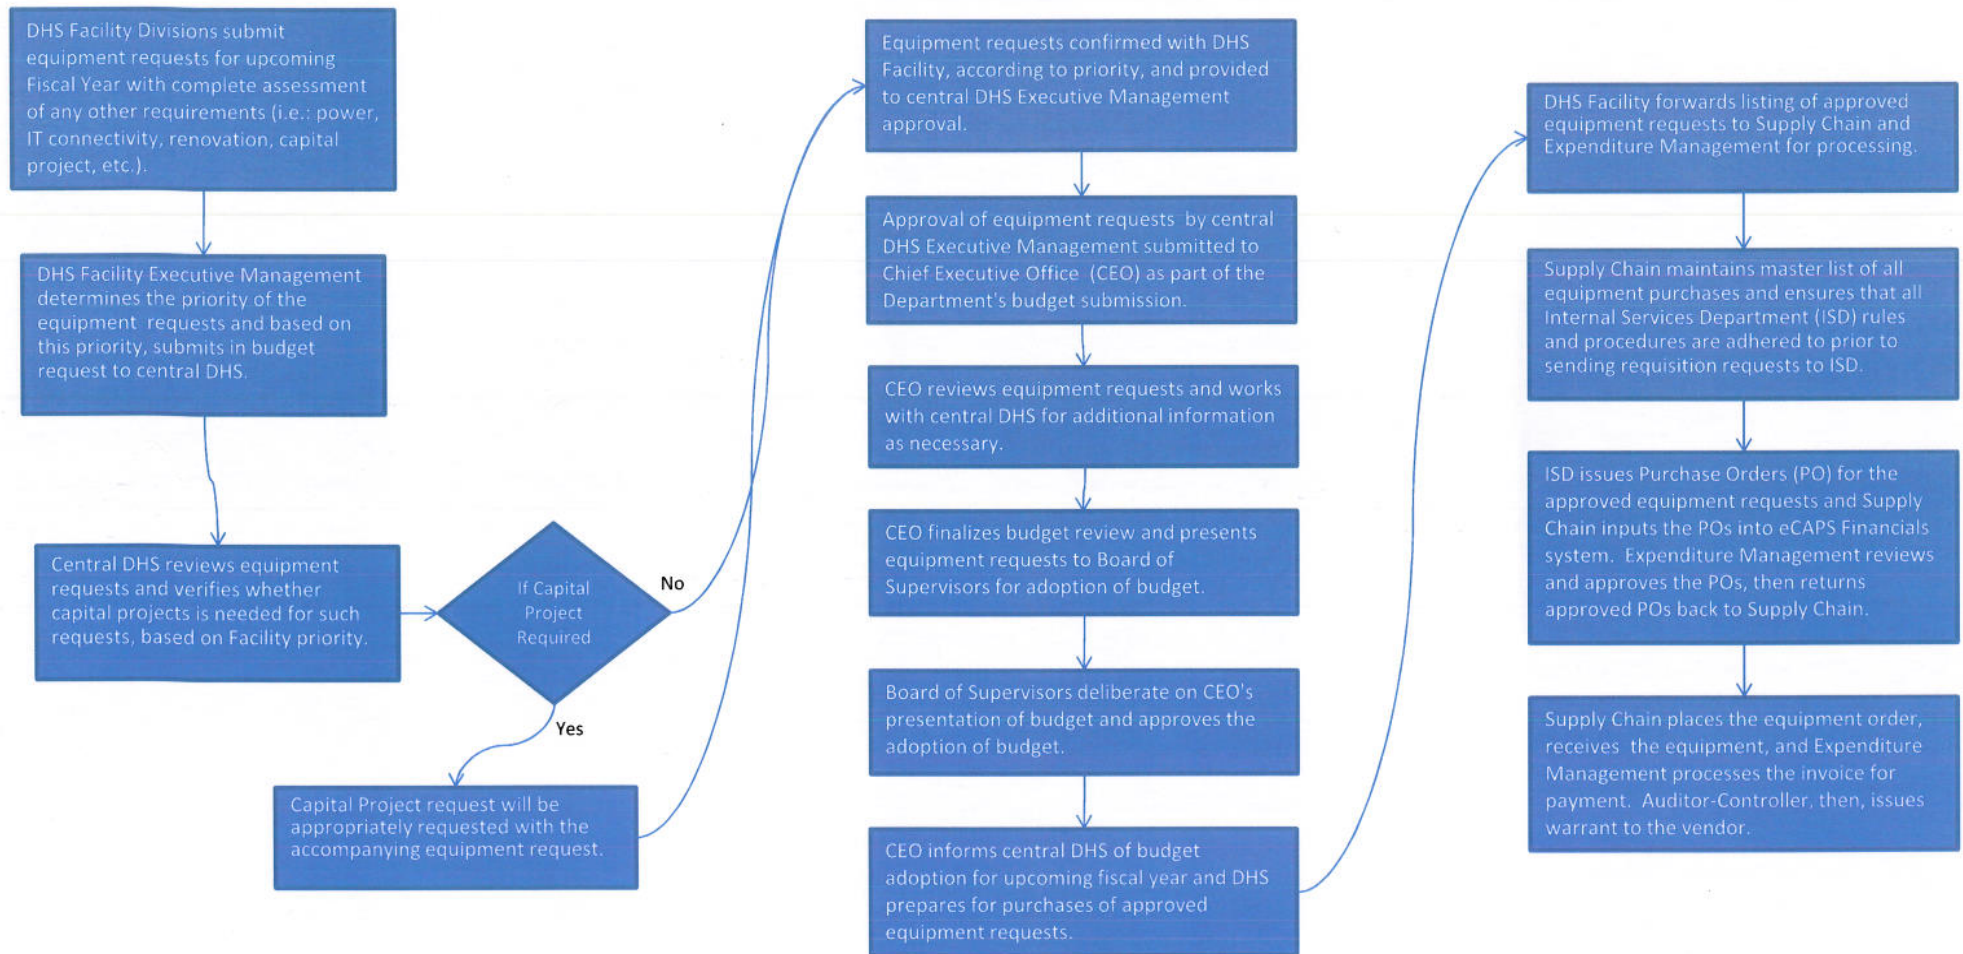 DHS Facility Divisions submit
equipment requests for upcoming
Fiscal Year with complete assessment
of any other requirements (i.e.: power,
IT connectivity, renovation, capital
project, etc.).
DHS Facility Executive Management
determines the priority of the
equipment requests and based on
this priority, submits in budget
request to central DHS.
Central DHS reviews equipment
requests and verifies whether
capital projects is needed for such
requests, based on Facility priority.
If Capital
Project
Required
No
Yes
Capital Project request will be
appropriately requested with the
accompanying equipment request.
Equipment requests confirmed with DHS
Facility, according to priority, and provided
to central DHS Executive Management
approval.
Approval of equipment requests by central
DHS Executive Management submitted to
Chief Executive Office (CEO) as part of the
Department's budget submission.
CEO reviews equipment requests and works
with central DHS for additional information
as necessary.
CEO finalizes budget review and presents
equipment requests to Board of
Supervisors for adoption of budget.
Board of Supervisors deliberate on CEO's
presentation of budget and approves the
adoption of budget.
CEO informs central DHS of budget
adoption for upcoming fiscal year and DHS
prepares for purchases of approved
equipment requests.
DHS Facility forwards listing of approved
equipment requests to Supply Chain and
Expenditure Management for processing.
Supply Chain maintains master list of all
equipment purchases and ensures that all
Internal Services Department (ISD) rules
and procedures are adhered to prior to
sending requisition requests to ISD.
ISD issues Purchase Orders (PO) for the
approved equipment requests and Supply
Chain inputs the POs into eCAPS Financials
system. Expenditure Management reviews
and approves the POs, then returns
approved POs back to Supply Chain.
Supply Chain places the equipment order,
receives the equipment, and Expenditure
Management processes the invoice for
payment. Auditor-Controller, then, issues
warrant to the vendor.